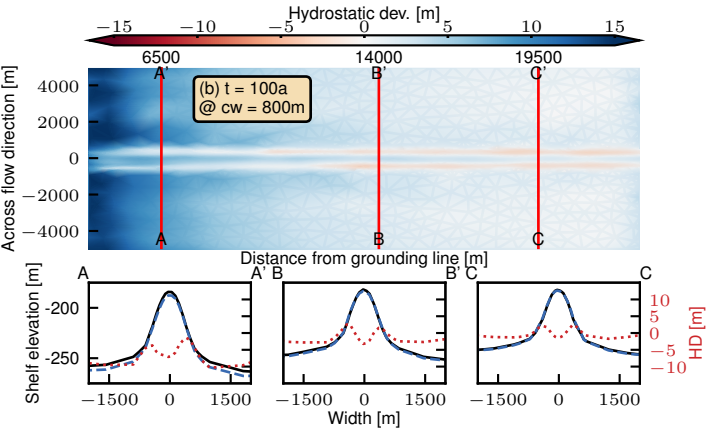 Hydrostatic dev. [m]
−15 −10 −5 0 5 10 15
6500 14000 19500
A' B' C'
(b) t = 100a
@ cw = 800m
Across flow direction [m]
4000
2000
0
−2000
−4000
A B C
Distance from grounding line [m]
A A' B B' C C
Shelf elevation [m]
-200
-250
10
5
0
−5
−10
HD [m]
−1500 0 1500 −1500 0 1500 −1500 0 1500
Width [m]